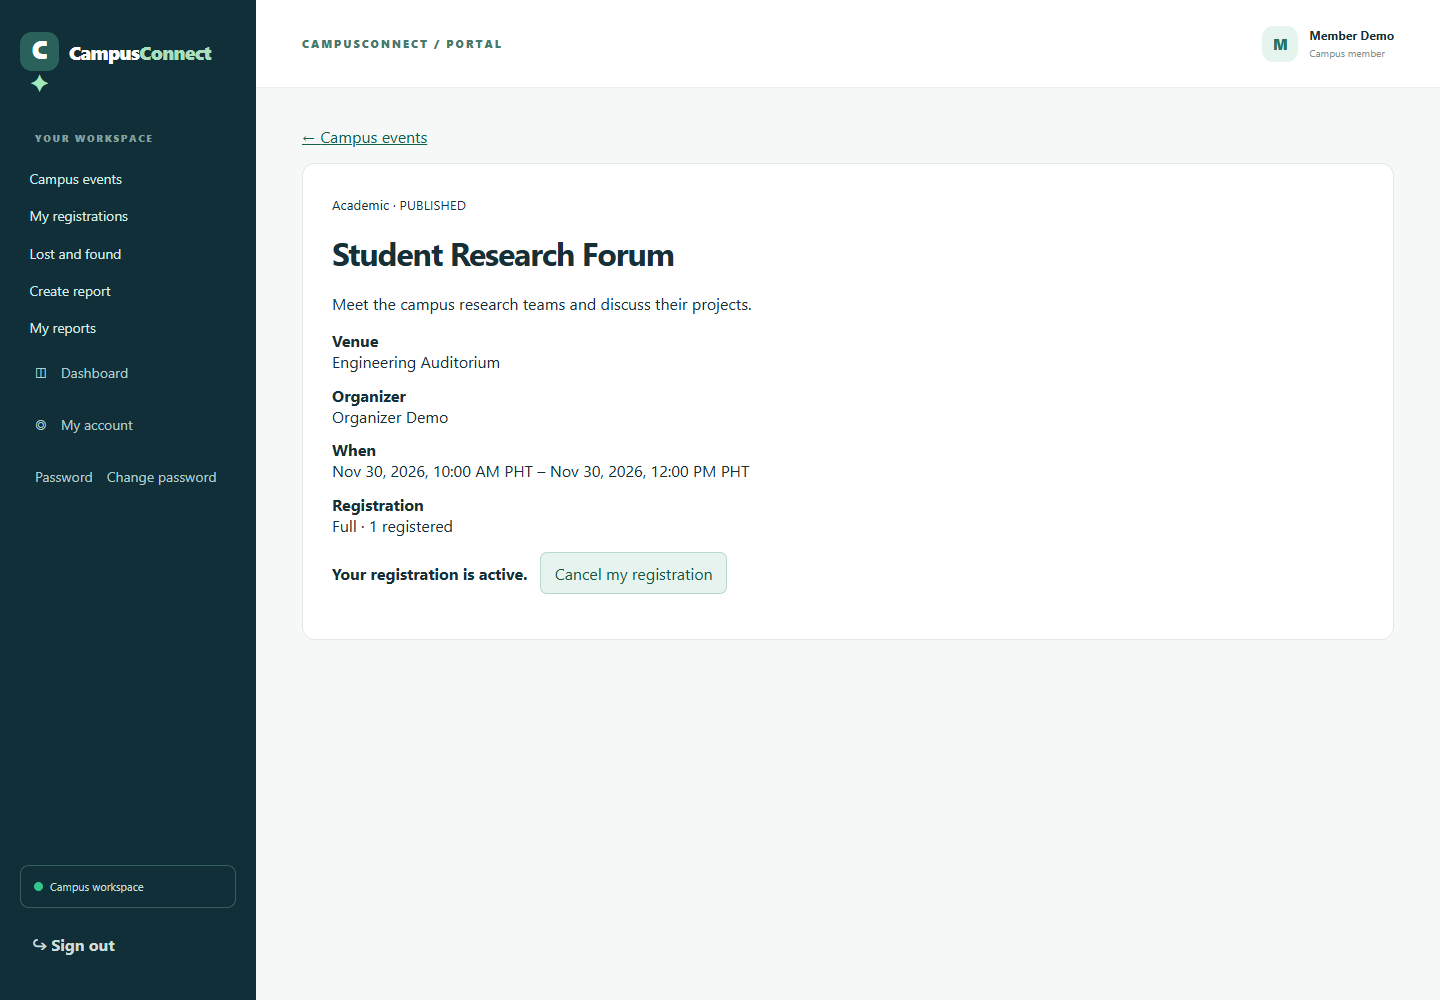 C CampusConnect
YOUR WORKSPACE
Campus events
My registrations
Lost and found
Create report
My reports
Dashboard
My account
Password Change password
Campus workspace
Sign out
CAMPUSCONNECT / PORTAL
M
Member Demo
Campus member
← Campus events
Academic · PUBLISHED
Student Research Forum
Meet the campus research teams and discuss their projects.
Venue
Engineering Auditorium
Organizer
Organizer Demo
When
Nov 30, 2026, 10:00 AM PHT – Nov 30, 2026, 12:00 PM PHT
Registration
Full · 1 registered
Your registration is active. Cancel my registration